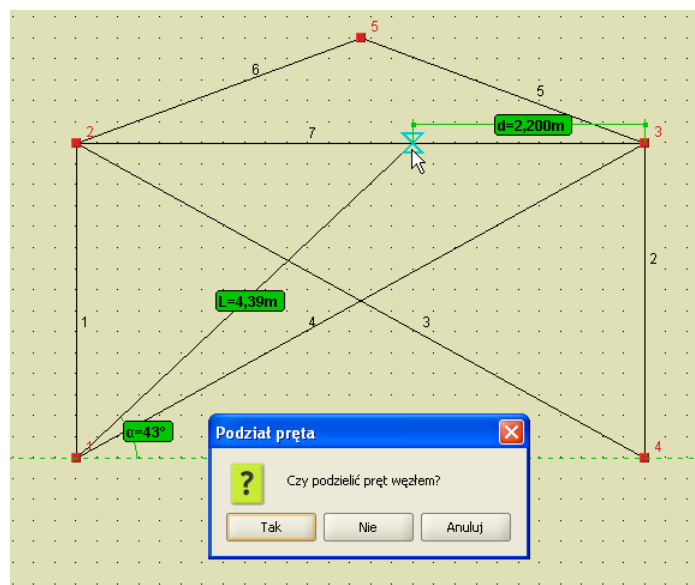 5
6
5
2
d=2,200m
3
7
2
L=4,39m
1
4
3
α=43°
1
4
Podział pręta
Czy podzielić pręt węzłem?
?
Tak
Nie
Anuluj